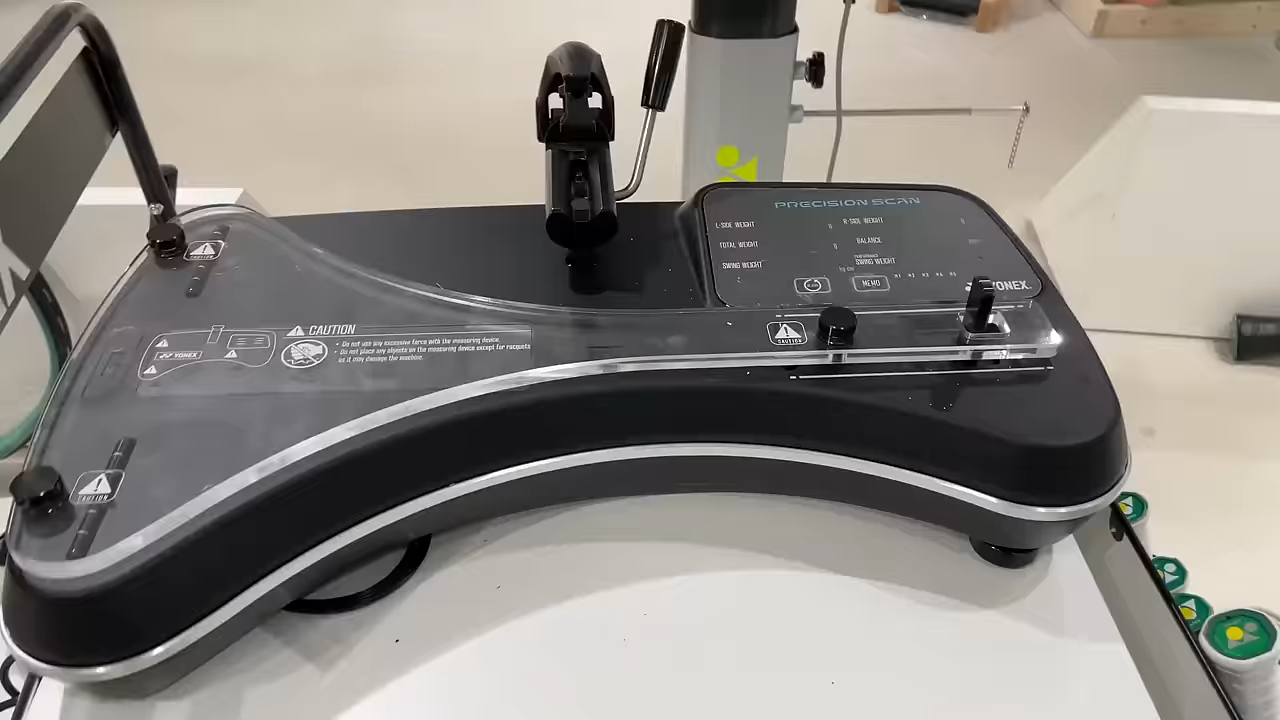 PRECISION SCAN
L-SIDE WEIGHT
R-SIDE WEIGHT
TOTAL WEIGHT
BALANCE
SWING WEIGHT
SWING WEIGHT
kg·cm
MEMO
YONEX.
CAUTION
CAUTION
CAUTION
• Do not use any excessive force with the measuring device.
• Do not place any objects on the measuring device except for racquets
as it may damage the machine.
YONEX
CAUTION